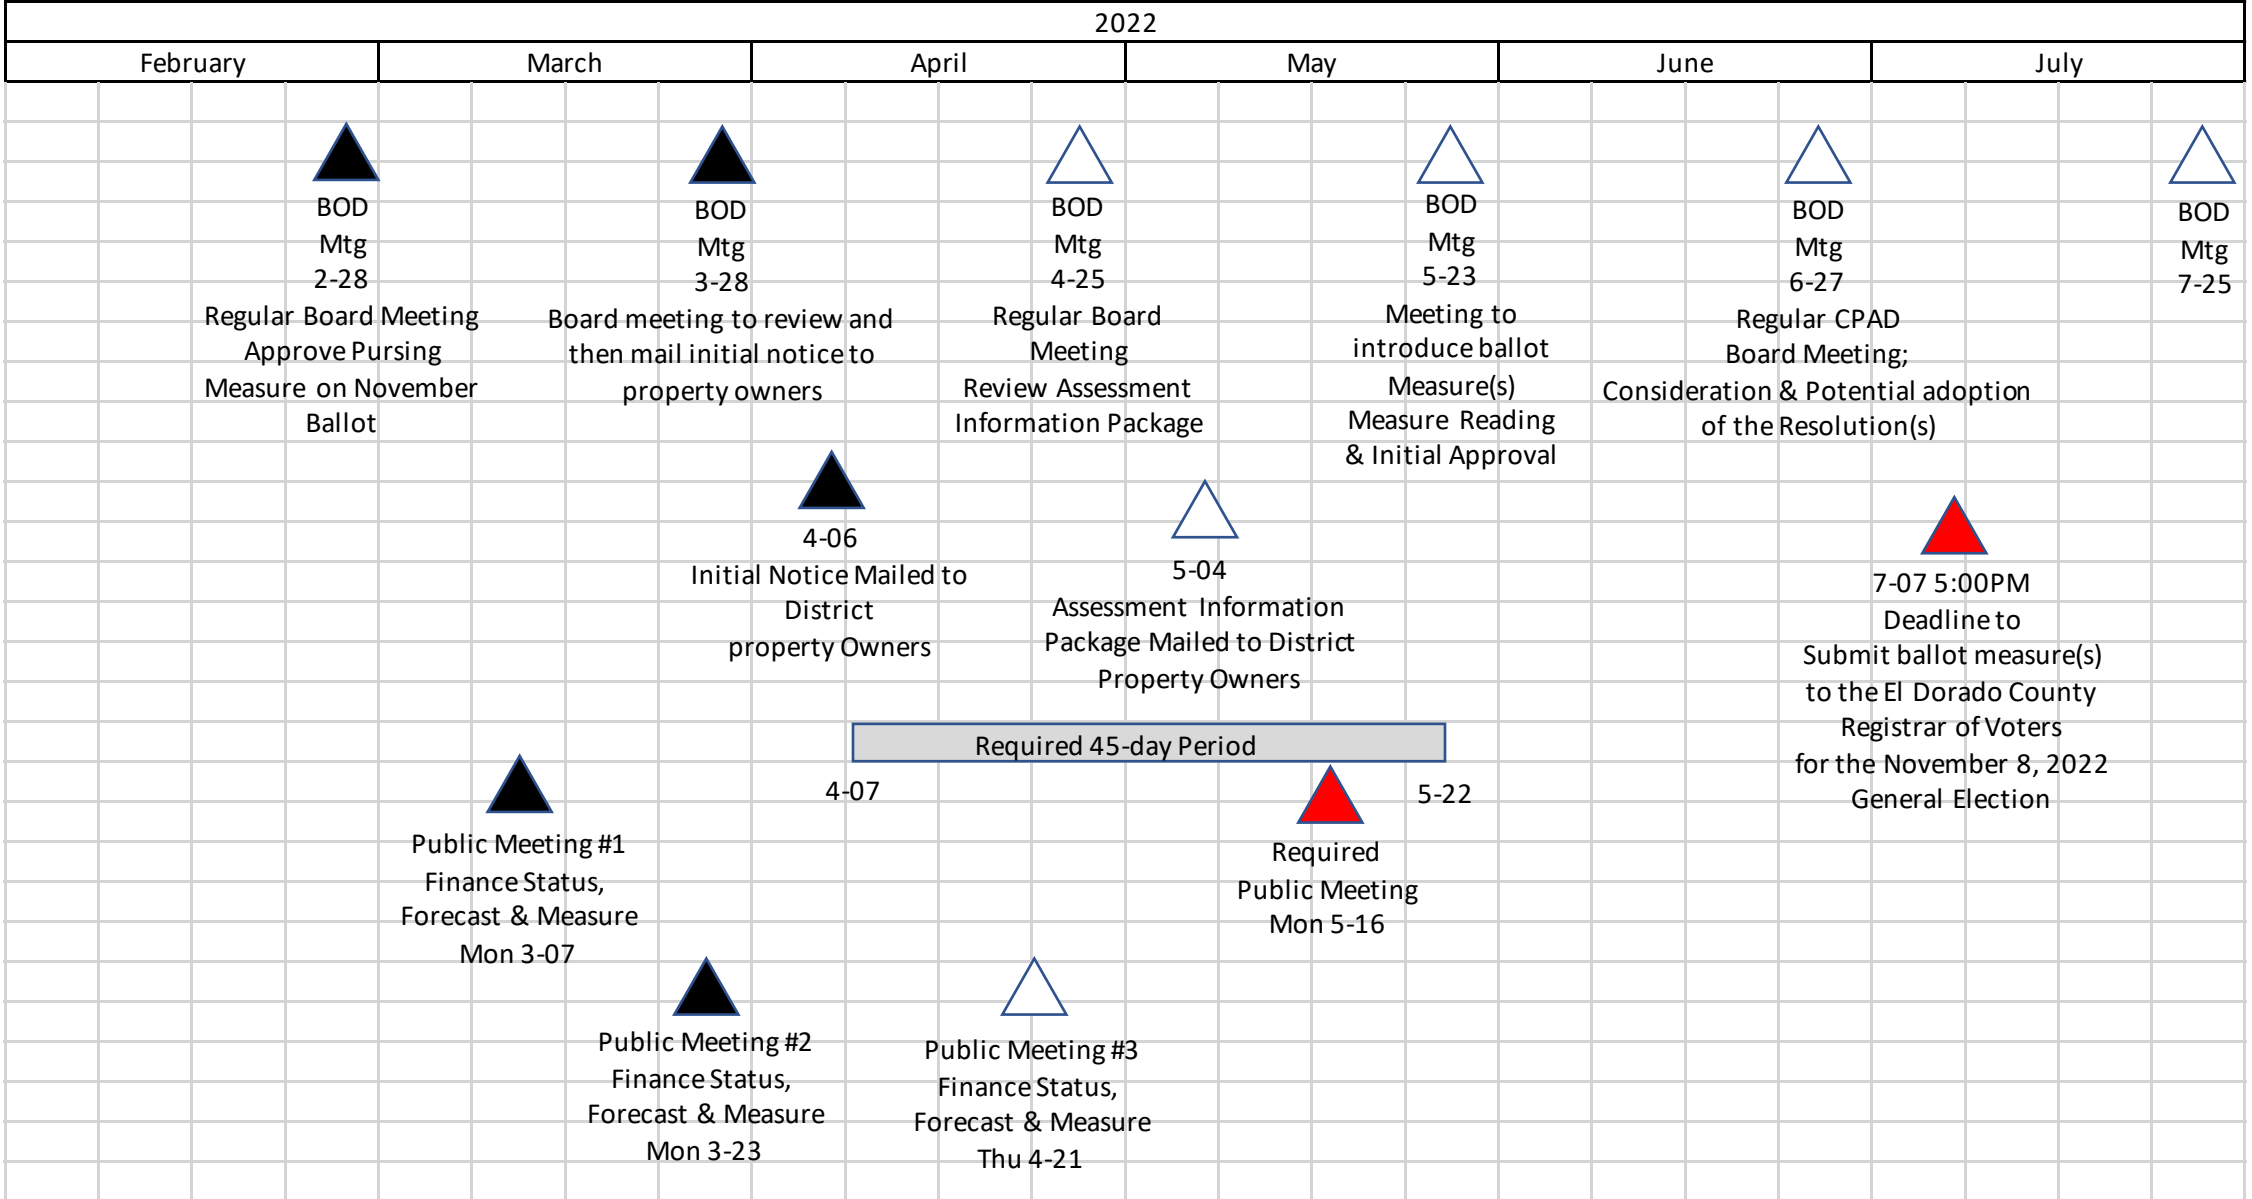 2022
February
March
April
May
June
July
BOD
Mtg
2-28
Regular Board Meeting
Approve Pursing
Measure on November
Ballot
BOD
Mtg
3-28
Board meeting to review and
then mail initial notice to
property owners
BOD
Mtg
4-25
Regular Board
Meeting
Review Assessment
Information Package
BOD
Mtg
5-23
Meeting to
introduce ballot
Measure(s)
Measure Reading
& Initial Approval
BOD
Mtg
6-27
Regular CPAD
Board Meeting;
Consideration & Potential adoption
of the Resolution(s)
BOD
Mtg
7-25
4-06
Initial Notice Mailed to
District
property Owners
5-04
Assessment Information
Package Mailed to District
Property Owners
7-07 5:00PM
Deadline to
Submit ballot measure(s)
to the El Dorado County
Registrar of Voters
for the November 8, 2022
General Election
Required 45-day Period
4-07
5-22
Public Meeting #1
Finance Status,
Forecast & Measure
Mon 3-07
Required
Public Meeting
Mon 5-16
Public Meeting #2
Finance Status,
Forecast & Measure
Mon 3-23
Public Meeting #3
Finance Status,
Forecast & Measure
Thu 4-21